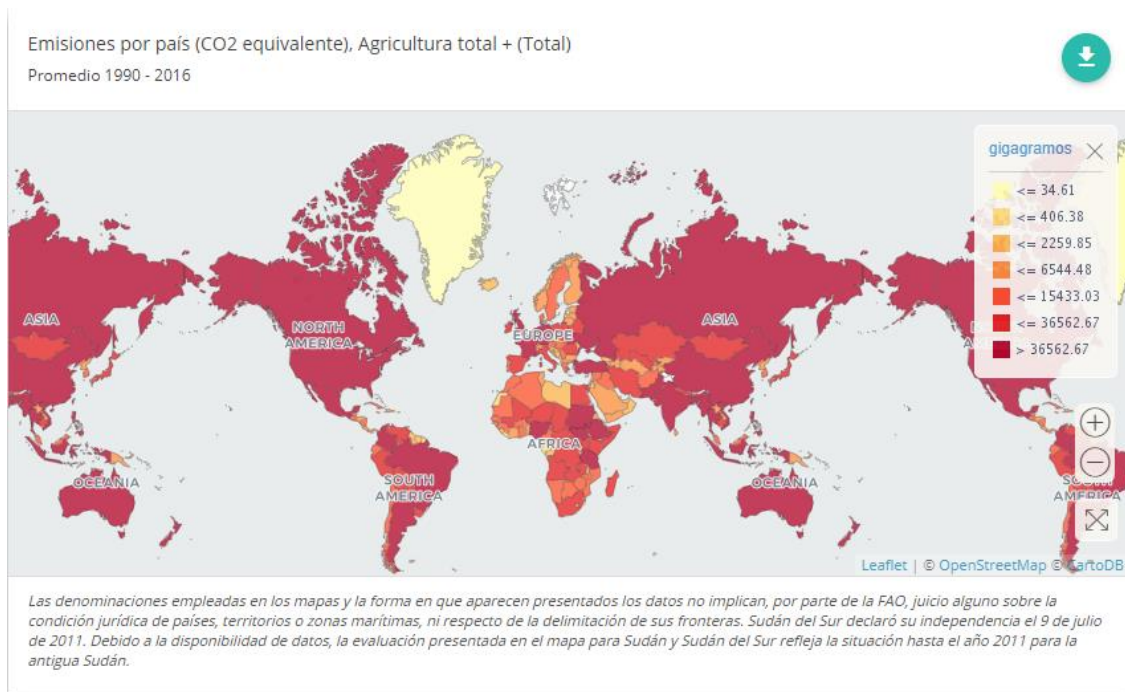 Emisiones por país (CO2 equivalente), Agricultura total + (Total)
Promedio 1990 - 2016
gigagramos
<= 34.61
<= 406.38
<= 2259.85
<= 6544.48
<= 15433.03
<= 36562.67
> 36562.67
ASIA
NORTH
AMERICA
EUROPE
ASIA
AFRICA
OCEANIA
SOUTH
AMERICA
OCEANIA
AMERICA
Leaflet | © OpenStreetMap © CartoDB
Las denominaciones empleadas en los mapas y la forma en que aparecen presentados los datos no implican, por parte de la FAO, juicio alguno sobre la
condición jurídica de países, territorios o zonas marítimas, ni respecto de la delimitación de sus fronteras. Sudán del Sur declaró su independencia el 9 de julio
de 2011. Debido a la disponibilidad de datos, la evaluación presentada en el mapa para Sudán y Sudán del Sur refleja la situación hasta el año 2011 para la
antigua Sudán.